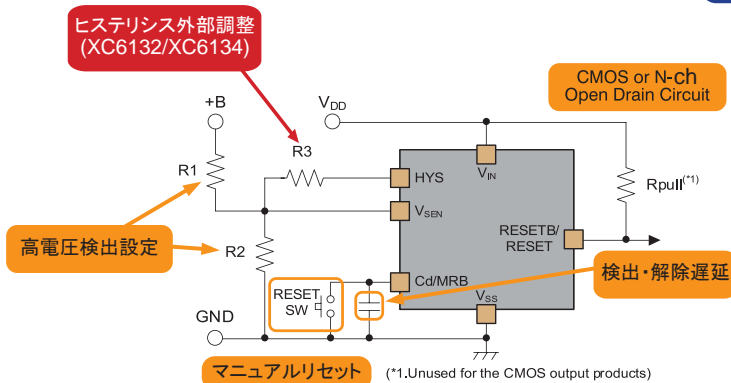 ヒステリシス外部調整
(XC6132/XC6134)
CMOS or N-ch
Open Drain Circuit
+B
VDD
R1
R3
HYS
VIN
Rpull(*1)
VSEN
RESETB/
RESET
高電圧検出設定
R2
Cd/MRB
検出・解除遅延
RESET
SW
VSS
GND
マニュアルリセット
(*1.Unused for the CMOS output products)